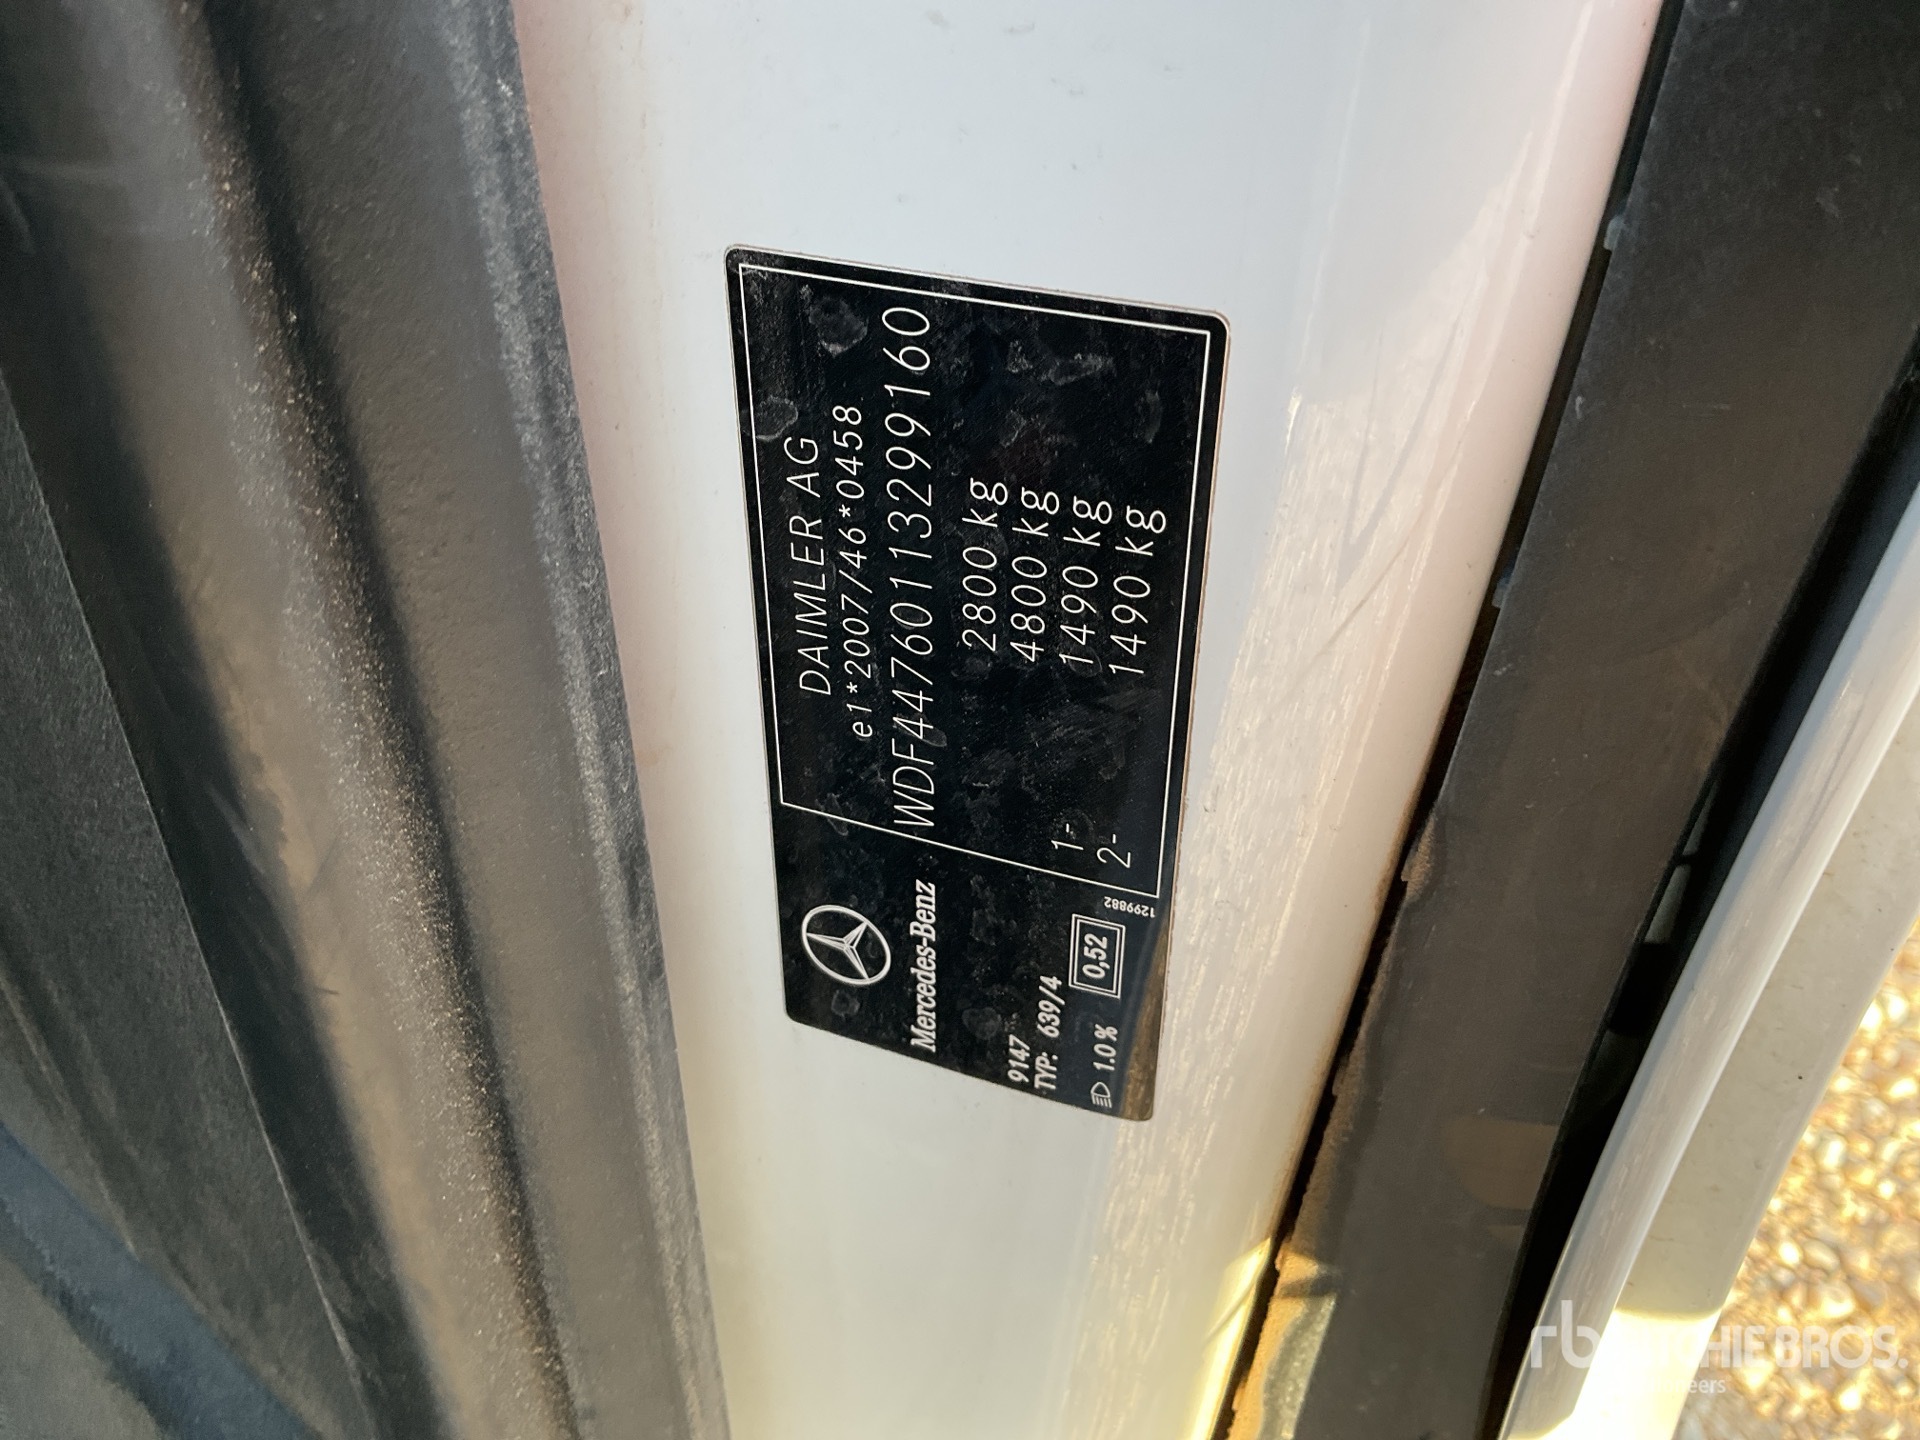 DAIMLER AG
e1*2007/46*0458
WDF44760113299160
2800 kg
4800 kg
1- 1490 kg
2- 1490 kg
Mercedes-Benz
9147
TYP: 639/4
1.0%
0,52
1299882
rb RITCHIE BROS.